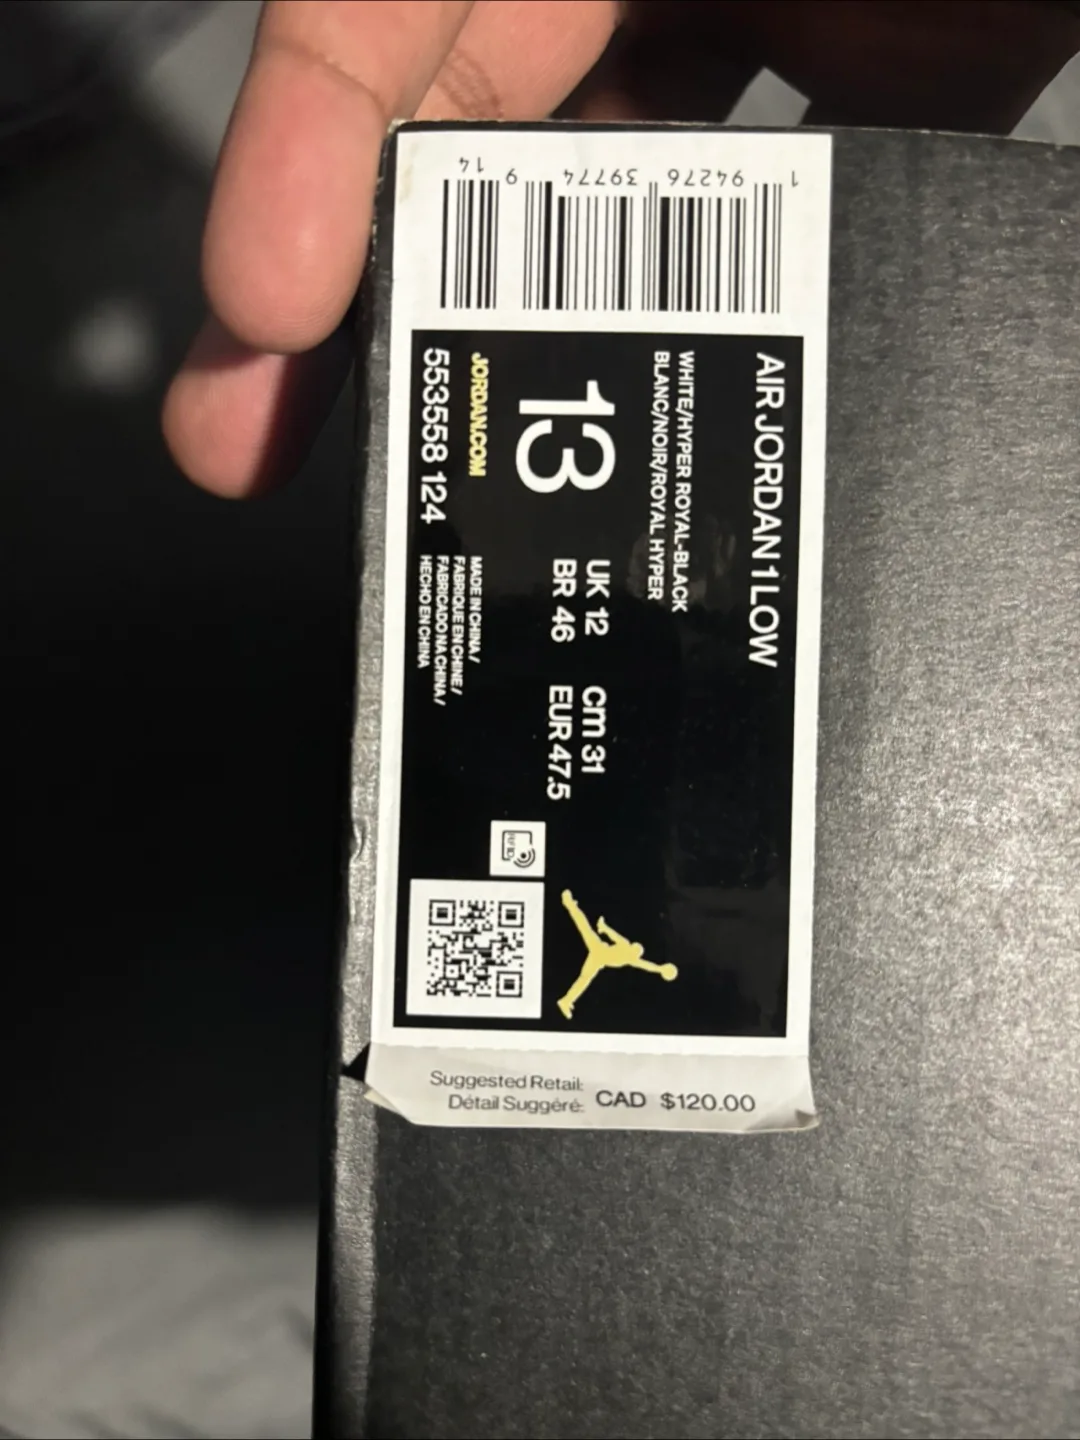 AIR JORDAN 1 LOW
WHITE/HYPER ROYAL-BLACK
BLANC/NOIR/ROYAL HYPER
13
UK 12 cm 31
BR 46 EUR 47.5
JORDAN.COM
553558 124
MADE IN CHINA /
FABRIQUE EN CHINE /
FABRICADO NA CHINA /
HECHO EN CHINA
RFID
1 94276 39774 9 14
Suggested Retail:
Détail Suggéré: CAD $120.00